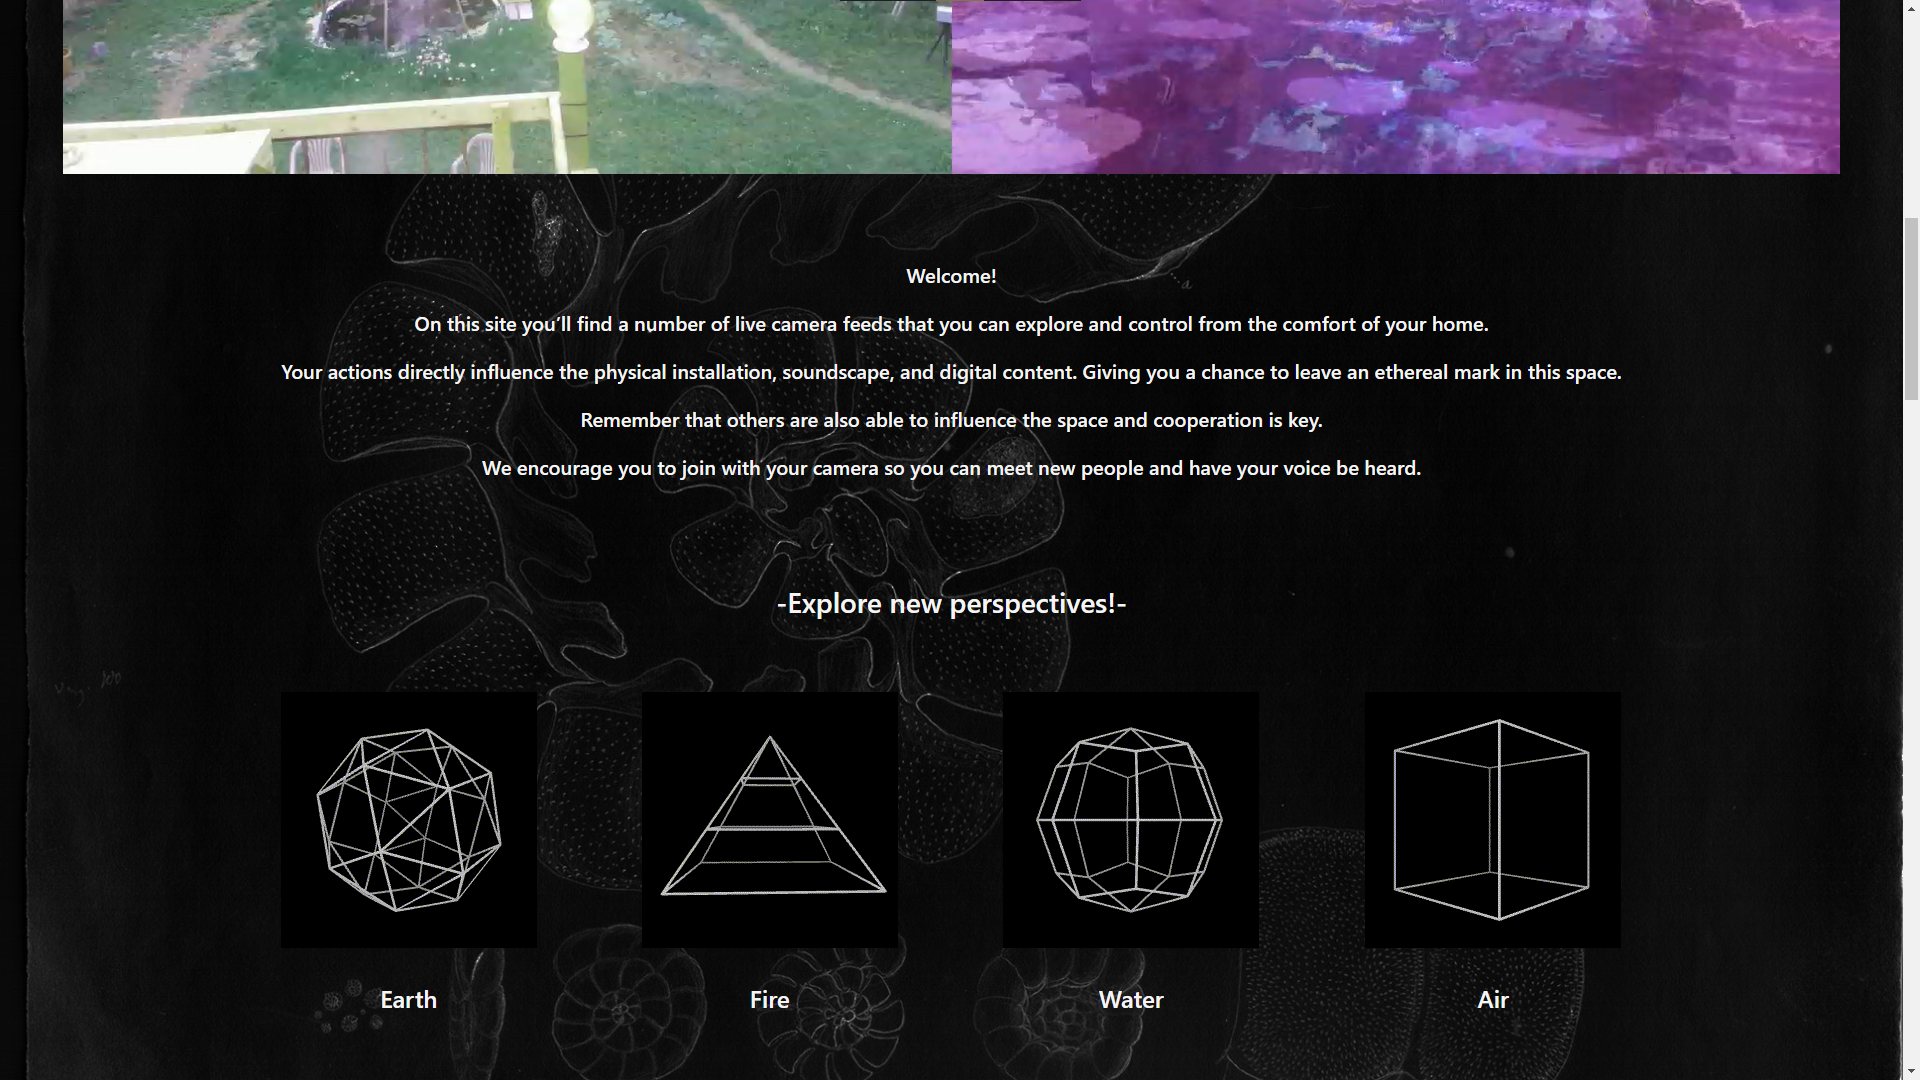 Welcome!
On this site you’ll find a number of live camera feeds that you can explore and control from the comfort of your home.
Your actions directly influence the physical installation, soundscape, and digital content. Giving you a chance to leave an ethereal mark in this space.
Remember that others are also able to influence the space and cooperation is key.
We encourage you to join with your camera so you can meet new people and have your voice be heard.
-Explore new perspectives!-
Earth
Fire
Water
Air